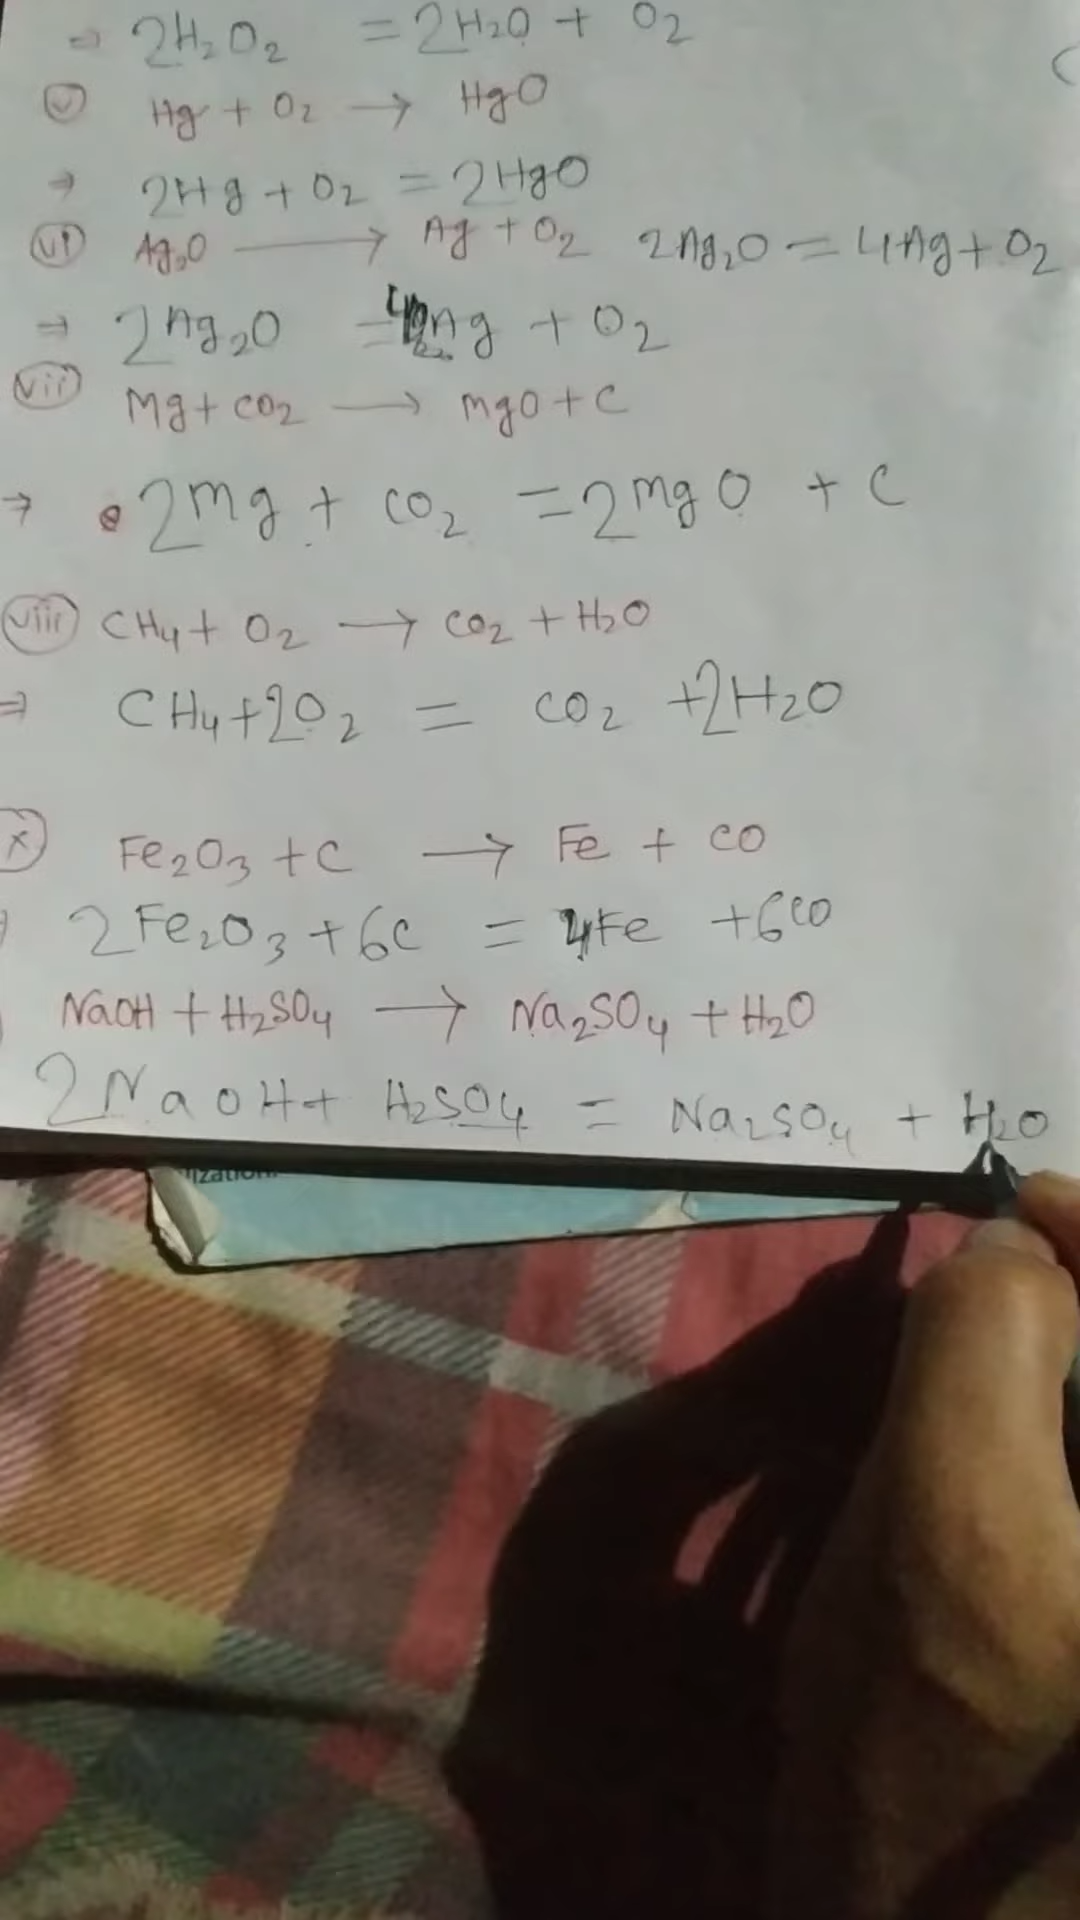 ⇒ 2H₂O₂ = 2H₂O + O₂
(v) Hg + O₂ → HgO
⇒ 2Hg + O₂ = 2HgO
(vi) Ag₂O → Ag + O₂ 2Ag₂O = 4Ag + O₂
⇒ 2Ag₂O = 4Ag + O₂
(vii) Mg + CO₂ → MgO + C
⇒ 2Mg + CO₂ = 2MgO + C
(viii) CH₄ + O₂ → CO₂ + H₂O
⇒ CH₄ + 2O₂ = CO₂ + 2H₂O
x) Fe₂O₃ + C → Fe + CO
2Fe₂O₃ + 6C = 4Fe + 6CO
NaOH + H₂SO₄ → Na₂SO₄ + H₂O
2NaOH + H₂SO₄ = Na₂SO₄ + H₂O